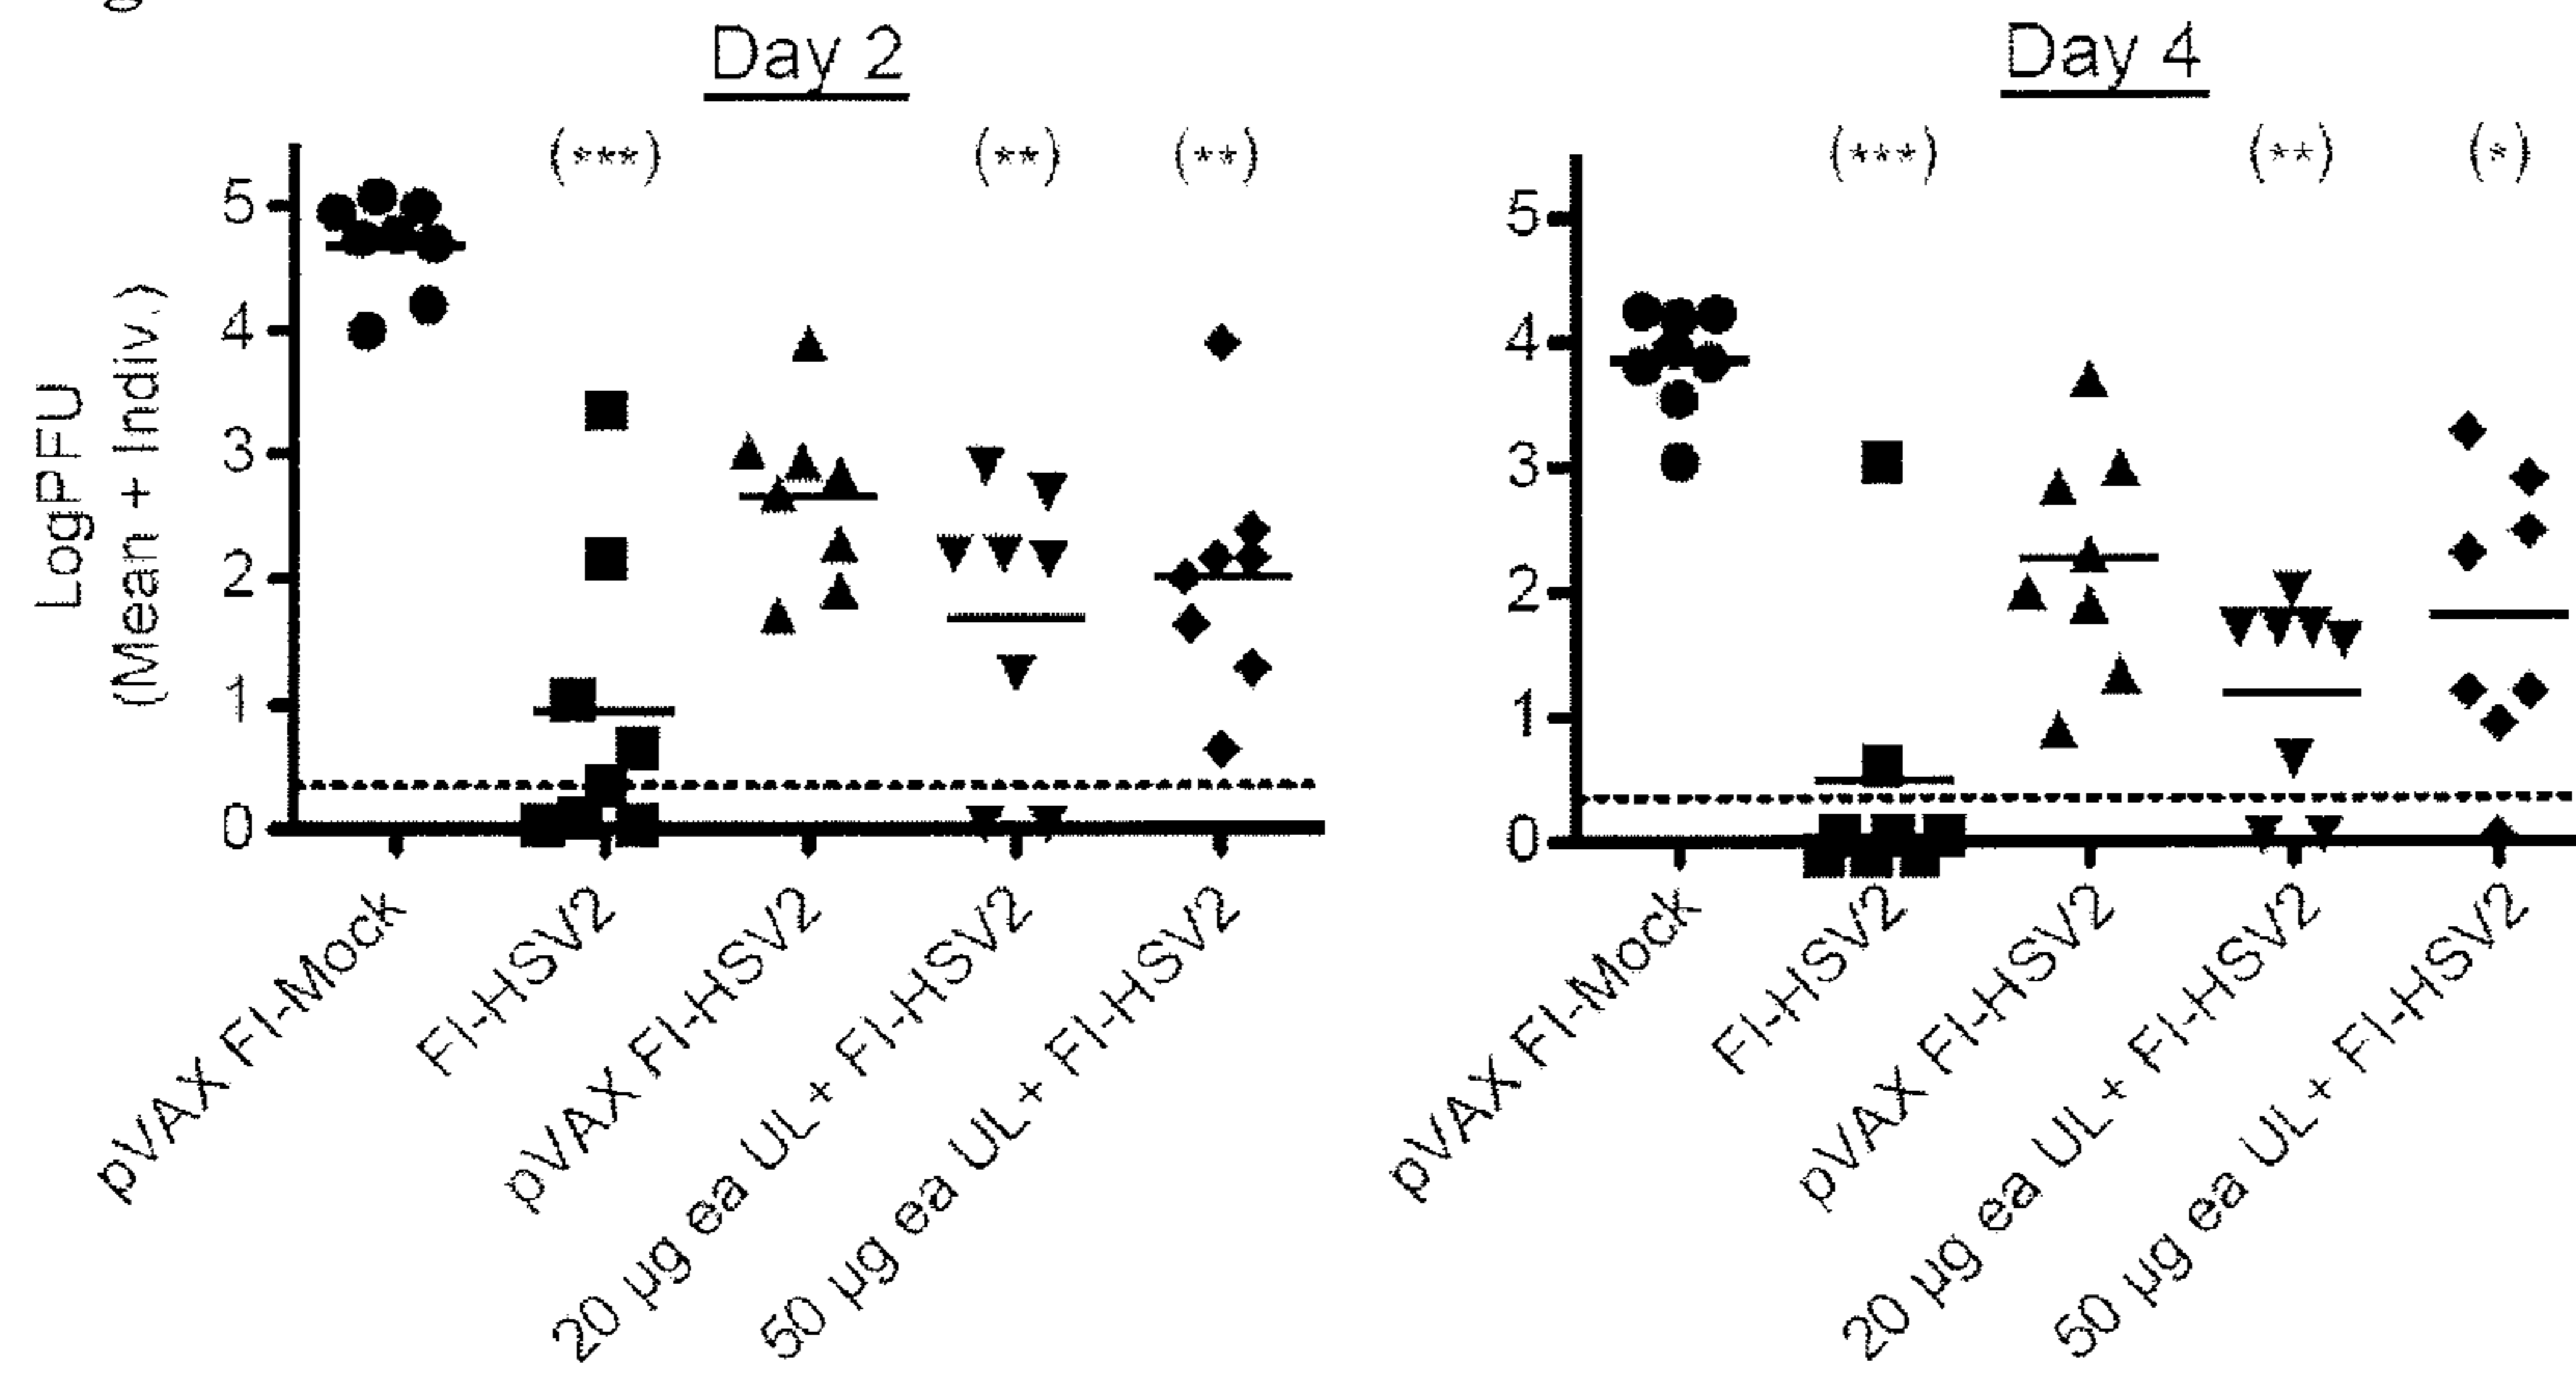 Day 2
(***)
(**)
(**)
LogPFU
(Mean + Indiv.)
5
4
3
2
1
0
pVAX FI-Mock
FI-HSV2
pVAX FI-HSV2
20 µg ea UL+ FI-HSV2
50 µg ea UL+ FI-HSV2
Day 4
(***)
(**)
(*)
5
4
3
2
1
0
pVAX FI-Mock
FI-HSV2
pVAX FI-HSV2
20 µg ea UL+ FI-HSV2
50 µg ea UL+ FI-HSV2